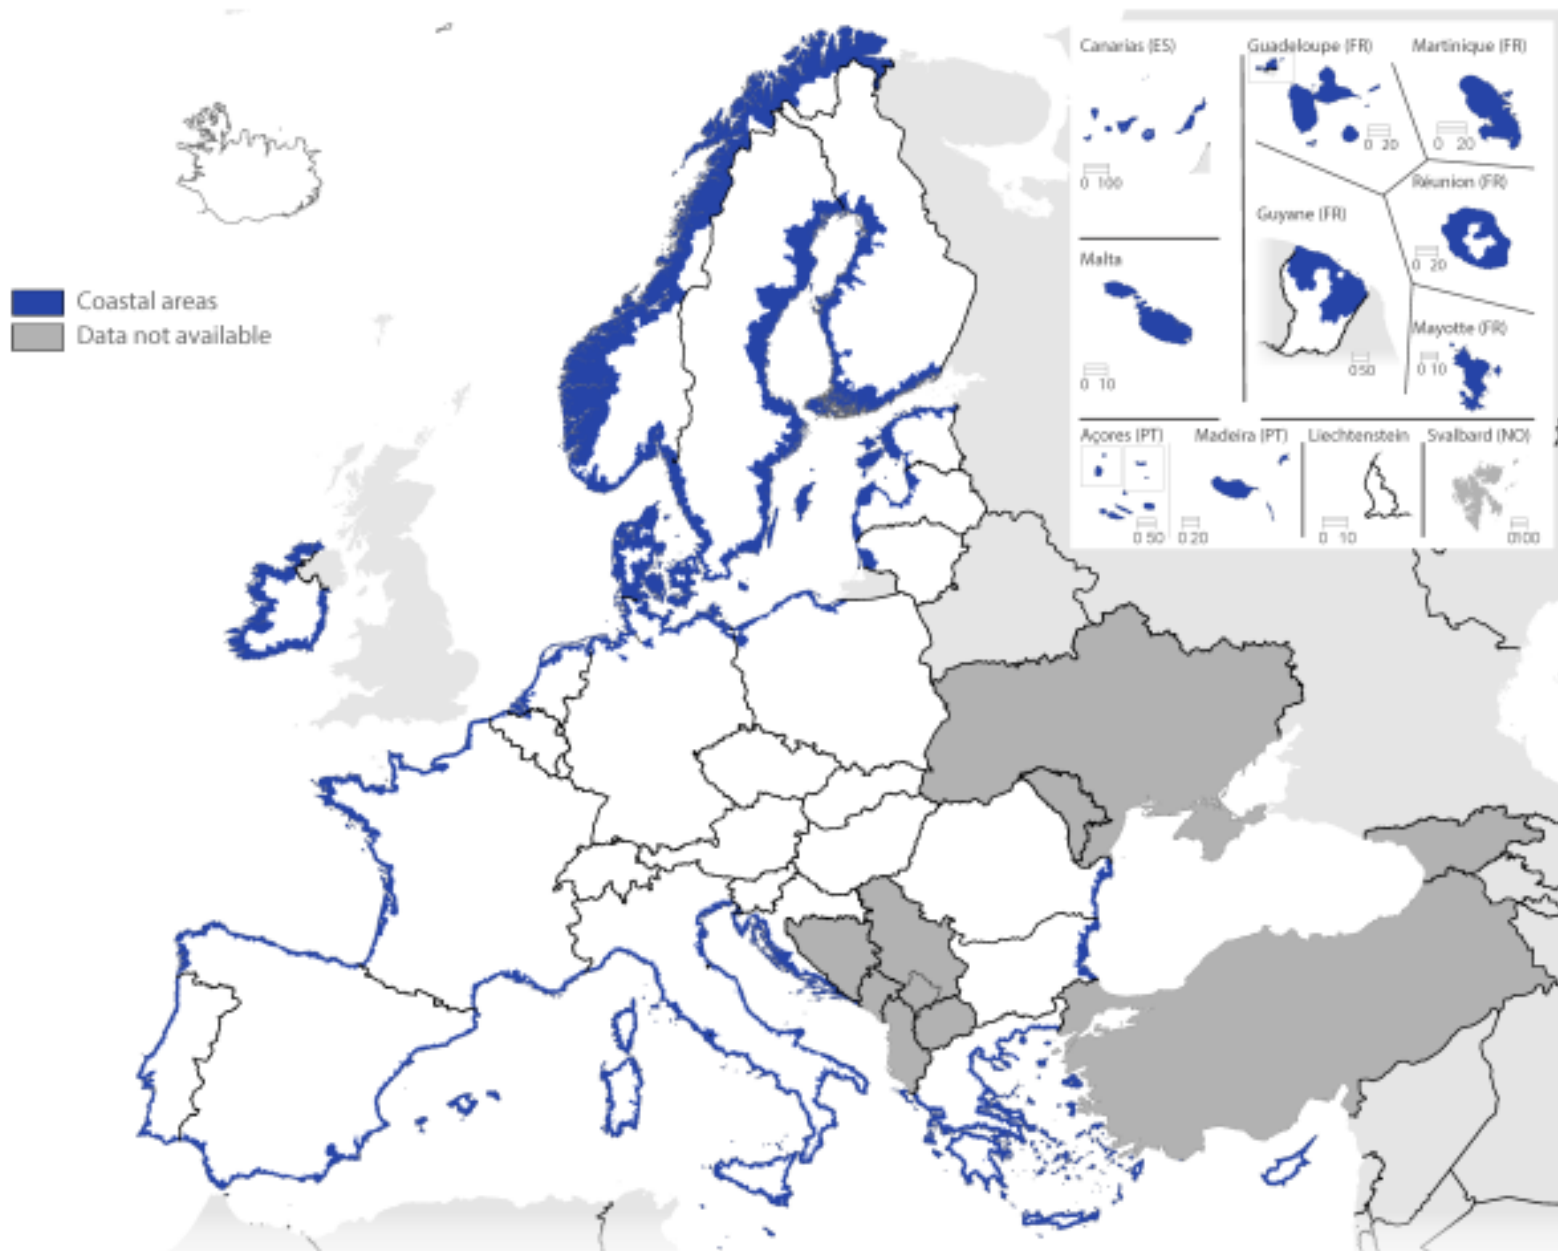 Canarias (ES)
0 100
Guadeloupe (FR)
0 20
Martinique (FR)
0 20
Réunion (FR)
0 20
Guyane (FR)
0 50
Malta
0 10
Mayotte (FR)
0 10
Açores (PT)
0 50
Madeira (PT)
0 20
Liechtenstein
0 10
Svalbard (NO)
0 100
Coastal areas
Data not available